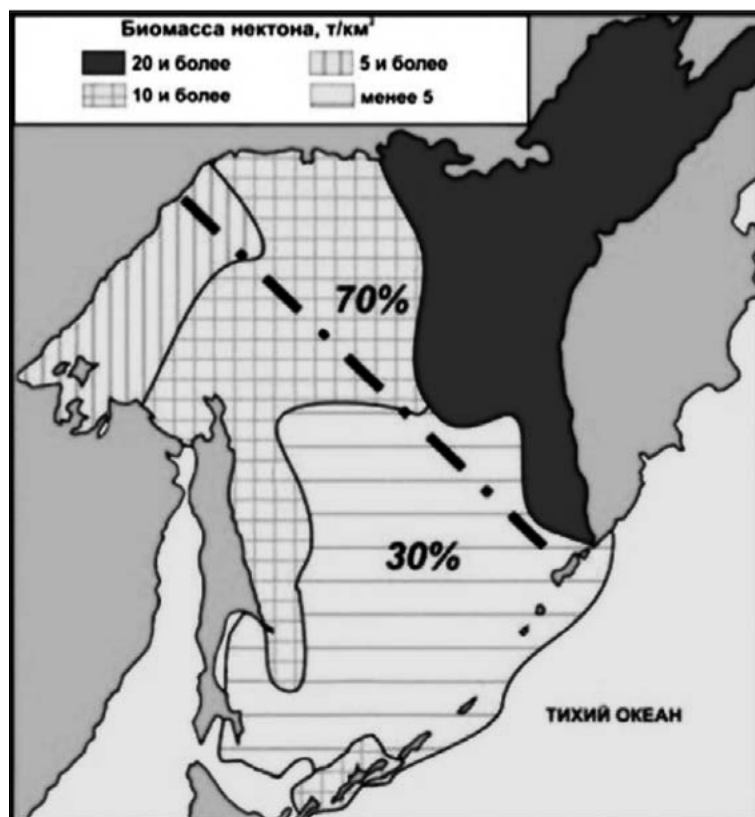 Биомасса нектона, т/км²
20 и более
5 и более
10 и более
менее 5
70%
30%
ТИХИЙ ОКЕАН